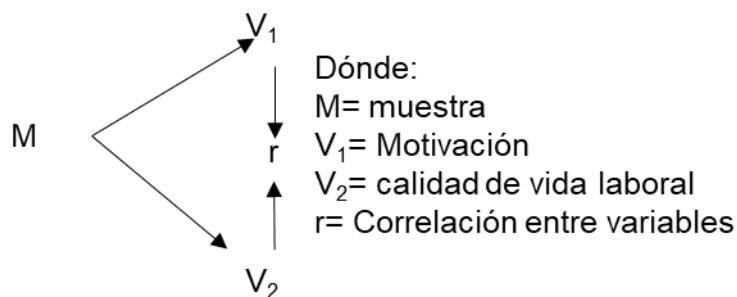 V₁
M
r
V₂
Dónde:
M= muestra
V₁= Motivación
V₂= calidad de vida laboral
r= Correlación entre variables